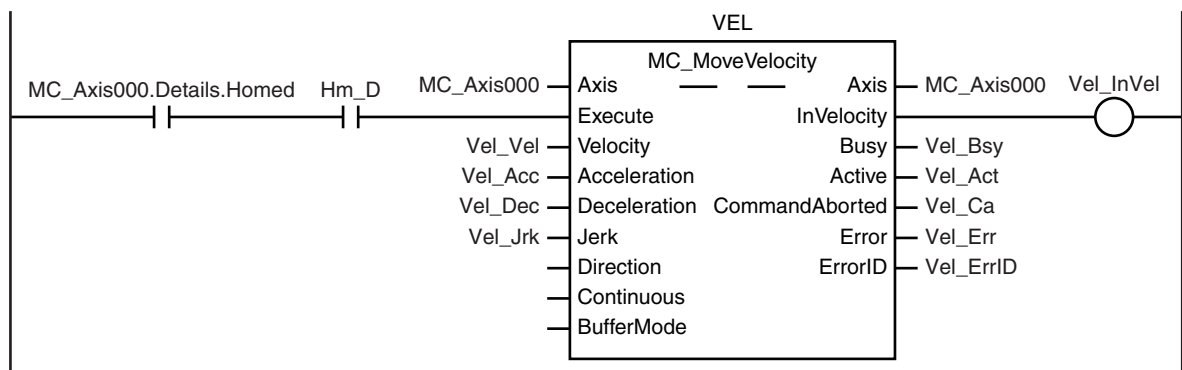 VEL
MC_MoveVelocity
MC_Axis000.Details.Homed Hm_D MC_Axis000 Axis Axis MC_Axis000 Vel_InVel
Execute InVelocity
Vel_Vel Velocity Busy Vel_Bsy
Vel_Acc Acceleration Active Vel_Act
Vel_Dec Deceleration CommandAborted Vel_Ca
Vel_Jrk Jerk Error Vel_Err
Direction ErrorID Vel_ErrID
Continuous
BufferMode